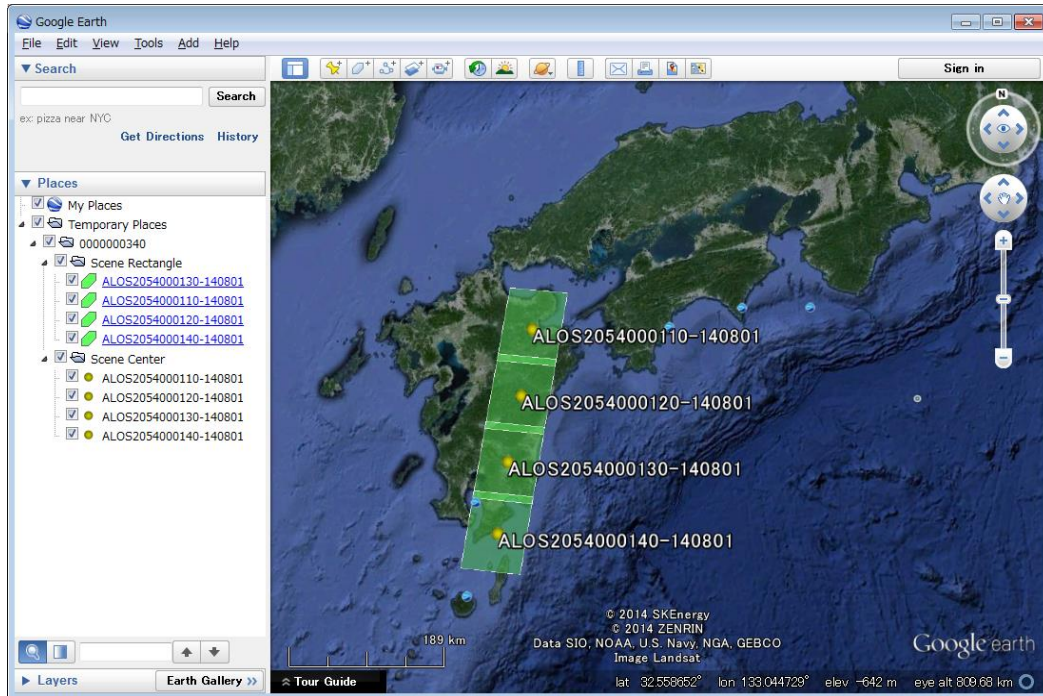 Google Earth
File Edit View Tools Add Help
▼ Search
Search
ex: pizza near NYC
Get Directions History
▼ Places
My Places
Temporary Places
0000000340
Scene Rectangle
ALOS2054000130-140801
ALOS2054000110-140801
ALOS2054000120-140801
ALOS2054000140-140801
Scene Center
ALOS2054000110-140801
ALOS2054000120-140801
ALOS2054000130-140801
ALOS2054000140-140801
► Layers
Earth Gallery >>
Sign in
N
ALOS2054000110-140801
ALOS2054000120-140801
ALOS2054000130-140801
ALOS2054000140-140801
© 2014 SKEnergy
© 2014 ZENRIN
Data SIO, NOAA, U.S. Navy, NGA, GEBCO
Image Landsat
189 km
Google earth
Tour Guide
lat 32.558652° lon 133.044729° elev -642 m eye alt 809.68 km